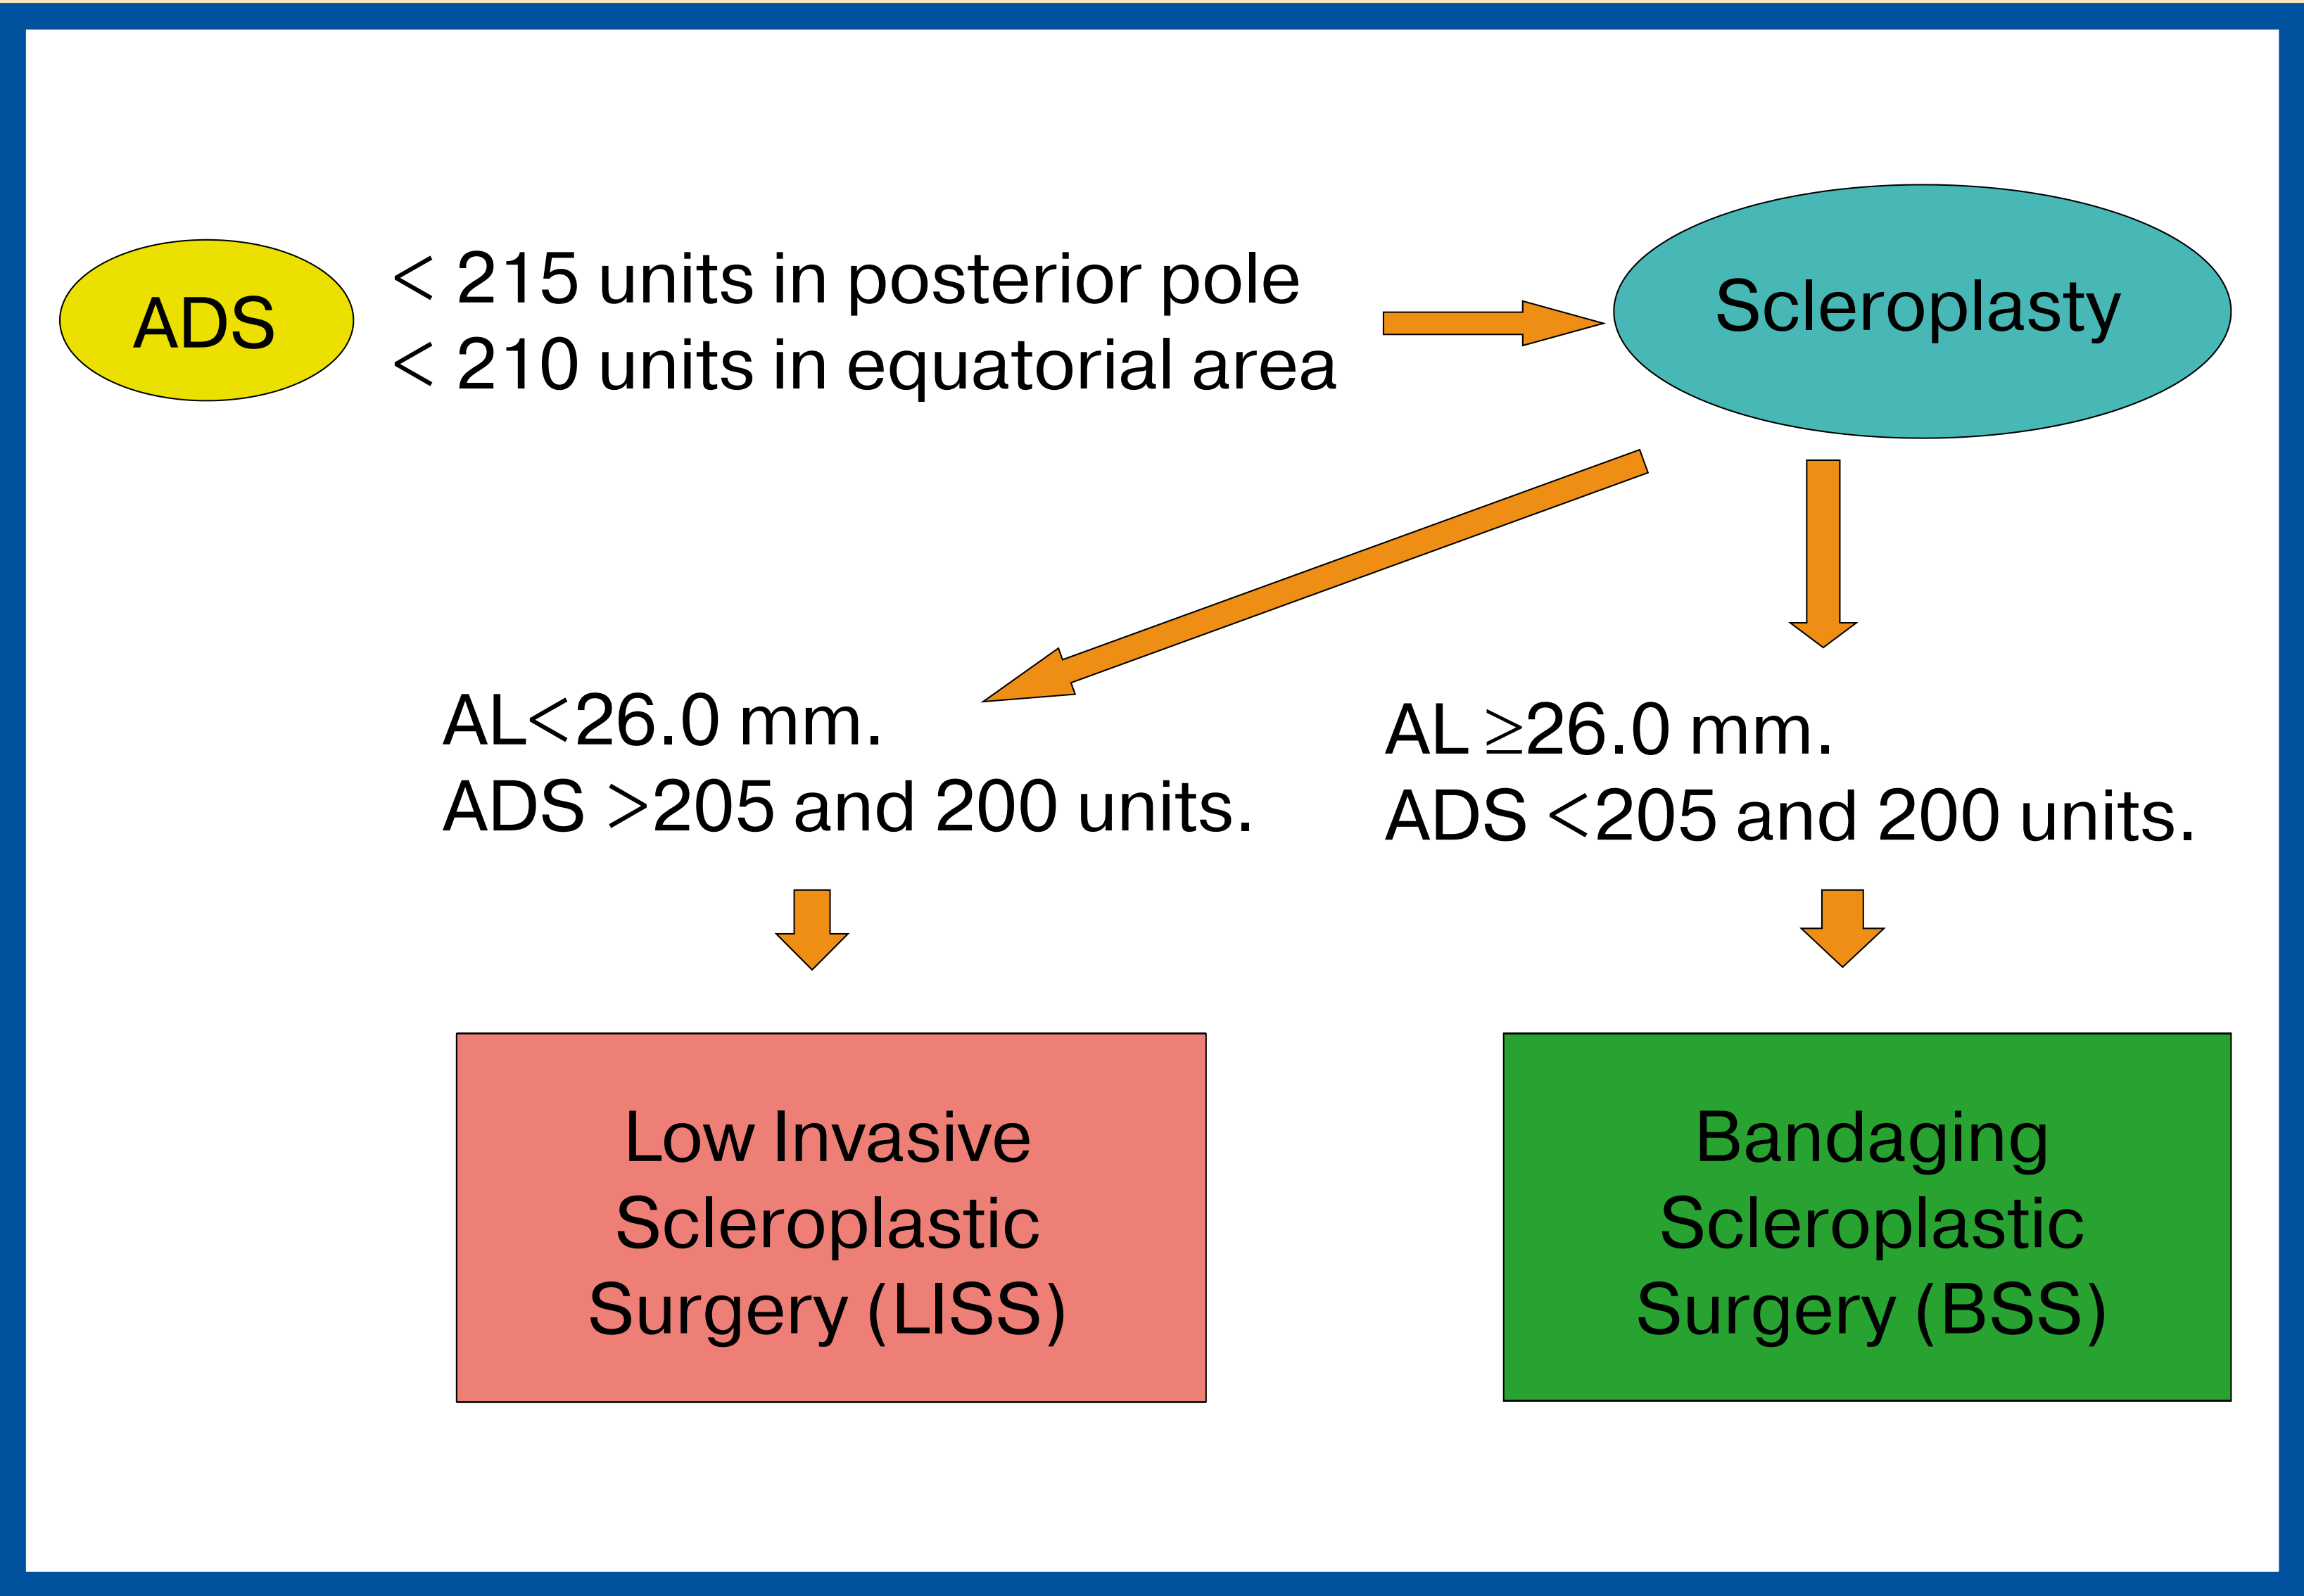 ADS
< 215 units in posterior pole
< 210 units in equatorial area
Scleroplasty
AL<26.0 mm.
ADS >205 and 200 units.
AL ≥26.0 mm.
ADS <205 and 200 units.
Low Invasive
Scleroplastic
Surgery (LISS)
Bandaging
Scleroplastic
Surgery (BSS)